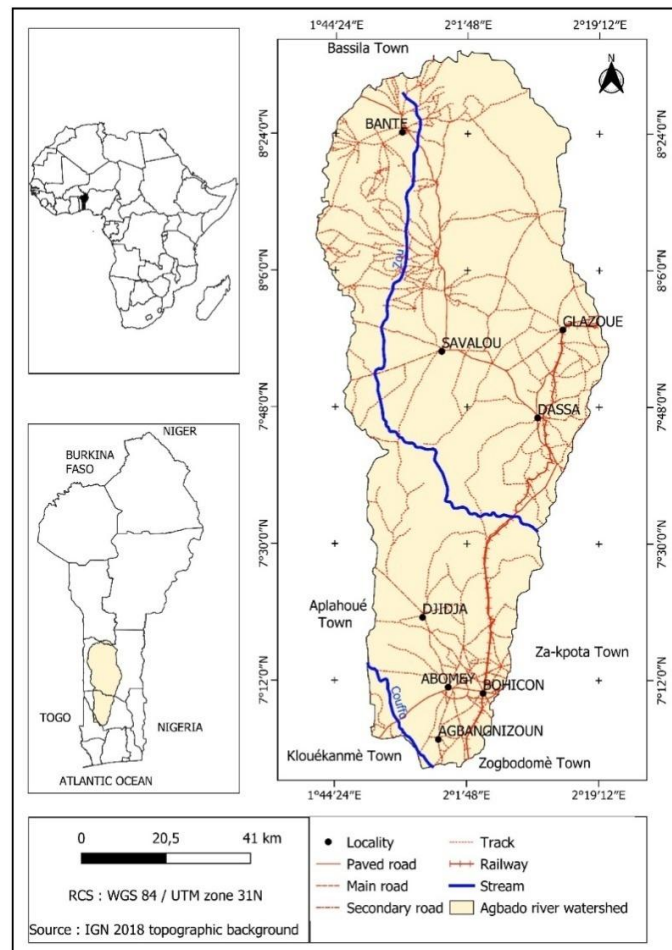 1°44'24"E 2°1'48"E 2°19'12"E
Bassila Town
N
BANTE
8°24'0"N
8°24'0"N
Zou
8°6'0"N
8°6'0"N
GLAZOUE
SAVALOU
DASSA
7°48'0"N
7°48'0"N
7°30'0"N
7°30'0"N
Aplahoué
Town
DJIDJA
Za-kpota Town
ABOMEY
BOHICON
7°12'0"N
7°12'0"N
Couffo
AGBANGNIZOUN
Klouékanmè Town
Zogbodomè Town
1°44'24"E 2°1'48"E 2°19'12"E
NIGER
BURKINA
FASO
TOGO
NIGERIA
ATLANTIC OCEAN
0 20,5 41 km
RCS : WGS 84 / UTM zone 31N
Source : IGN 2018 topographic background
Locality
Paved road
Main road
Secondary road
Track
Railway
Stream
Agbado river watershed